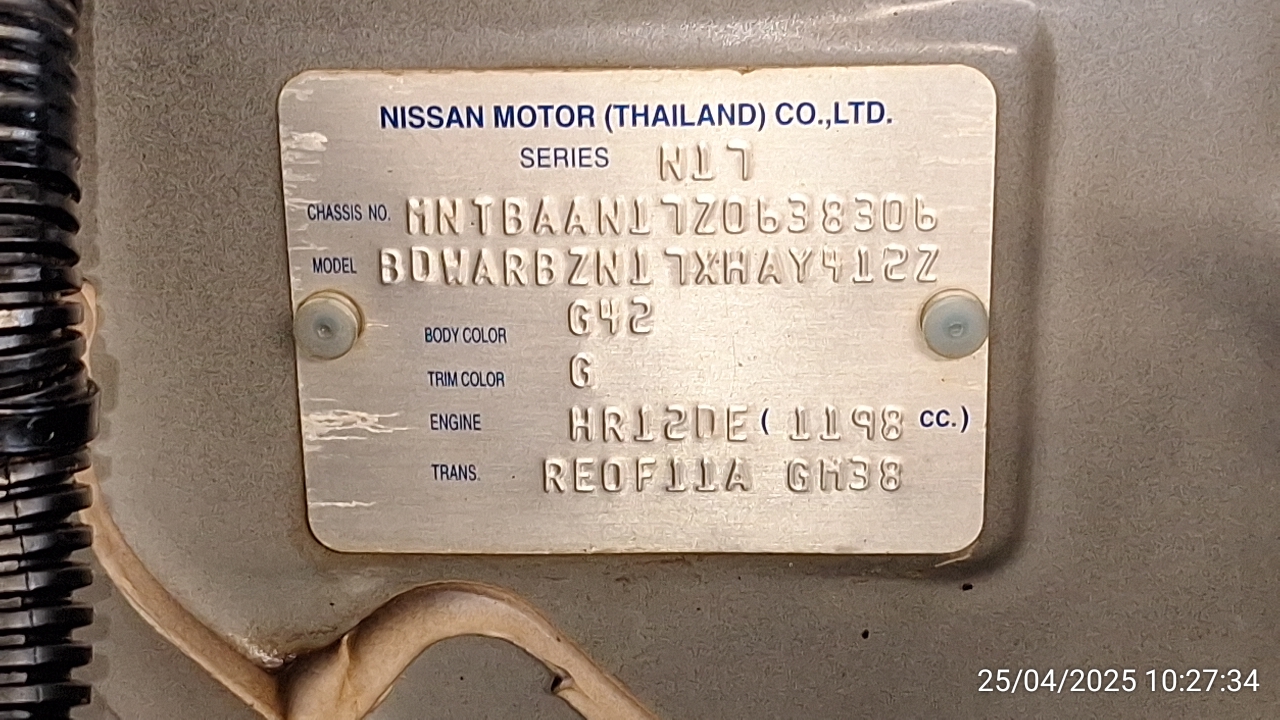 NISSAN MOTOR (THAILAND) CO.,LTD.
SERIES N17
CHASSIS NO. MNTBAAN17Z0638306
MODEL BDWARBZN17XHAY412Z
BODY COLOR G42
TRIM COLOR G
ENGINE HR12DE ( 1198 CC.)
TRANS. RE0F11A GH38
25/04/2025 10:27:34